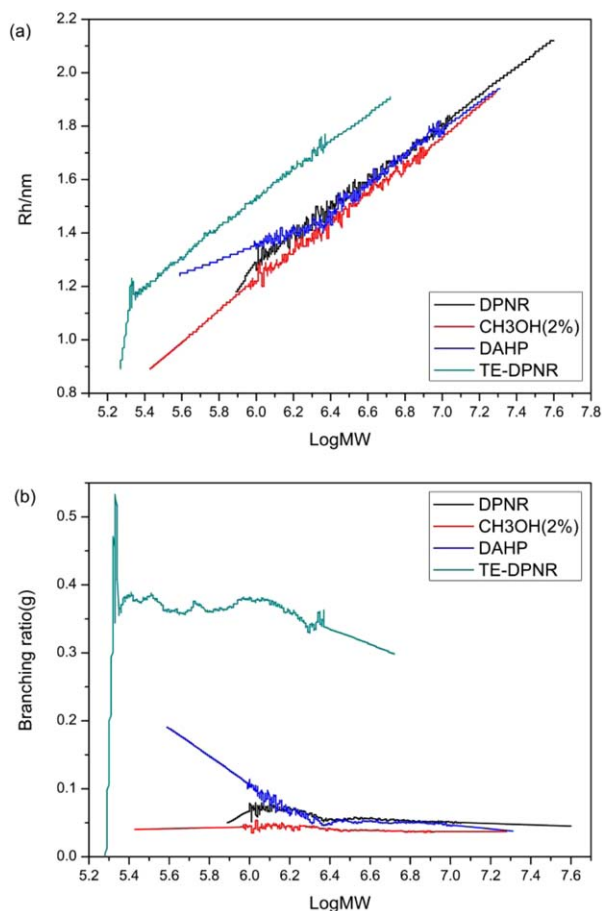 (a)
2.2
2.0
1.8
1.6
1.4
1.2
1.0
0.8
Rh/nm
DPNR
CH3OH(2%)
DAHP
TE-DPNR
5.2 5.4 5.6 5.8 6.0 6.2 6.4 6.6 6.8 7.0 7.2 7.4 7.6 7.8
LogMW
(b)
0.5
0.4
0.3
0.2
0.1
0.0
Branching ratio(g)
DPNR
CH3OH(2%)
DAHP
TE-DPNR
5.2 5.4 5.6 5.8 6.0 6.2 6.4 6.6 6.8 7.0 7.2 7.4 7.6
LogMW